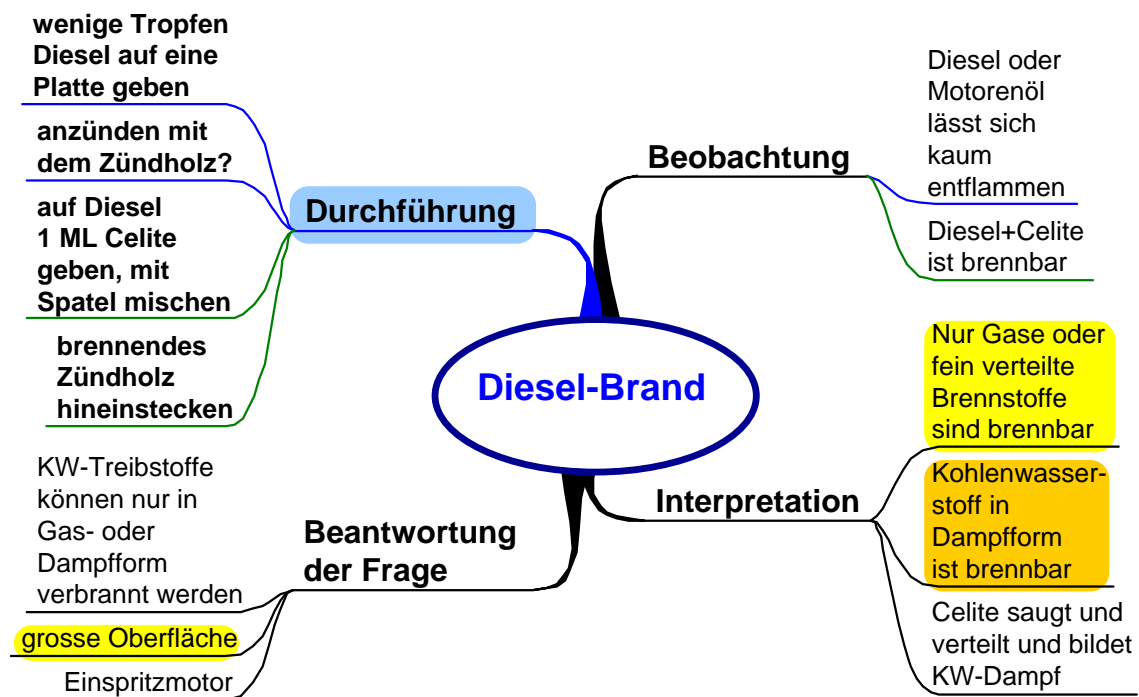 Diesel-Brand
Durchführung
wenige Tropfen
Diesel auf eine
Platte geben
anzünden mit
dem Zündholz?
auf Diesel
1 ML Celite
geben, mit
Spatel mischen
brennendes
Zündholz
hineinstecken
Beobachtung
Diesel oder
Motorenöl
lässt sich
kaum
entflammen
Diesel+Celite
ist brennbar
Interpretation
Nur Gase oder
fein verteilte
Brennstoffe
sind brennbar
Kohlenwasser-
stoff in
Dampfform
ist brennbar
Celite saugt und
verteilt und bildet
KW-Dampf
Beantwortung
der Frage
KW-Treibstoffe
können nur in
Gas- oder
Dampfform
verbrannt werden
grosse Oberfläche
Einspritzmotor